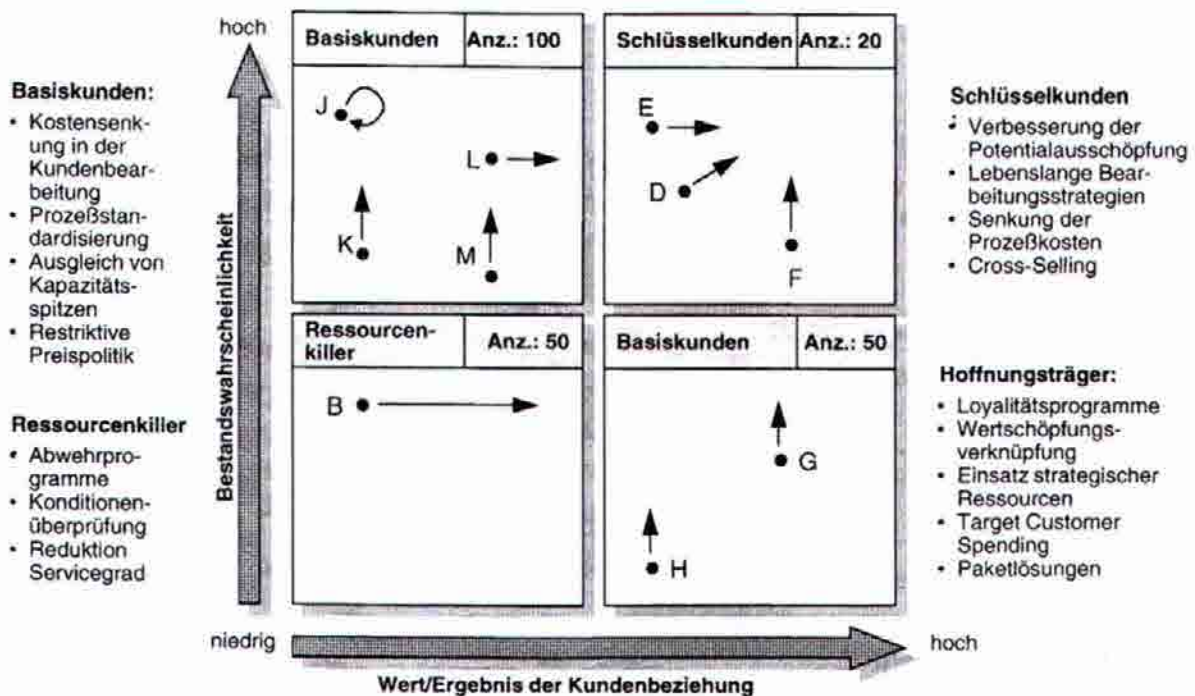 hoch
Basiskunden Anz.: 100
Schlüsselkunden Anz.: 20
Basiskunden:
• Kostensenk-
ung in der
Kundenbear-
beitung
• Prozeßstan-
dardisierung
• Ausgleich von
Kapazitäts-
spitzen
• Restriktive
Preispolitik
Ressourcenkiller
• Abwehrpro-
gramme
• Konditionen-
überprüfung
• Reduktion
Servicegrad
Bestandswahrscheinlichkeit
J
L
K
M
E
D
F
Schlüsselkunden
• Verbesserung der
Potentialausschöpfung
• Lebenslange Bear-
beitungsstrategien
• Senkung der
Prozeßkosten
• Cross-Selling
Ressourcen-
killer Anz.: 50
Basiskunden Anz.: 50
B
G
H
Hoffnungsträger:
• Loyalitätsprogramme
• Wertschöpfungs-
verknüpfung
• Einsatz strategischer
Ressourcen
• Target Customer
Spending
• Paketlösungen
niedrig
hoch
Wert/Ergebnis der Kundenbeziehung